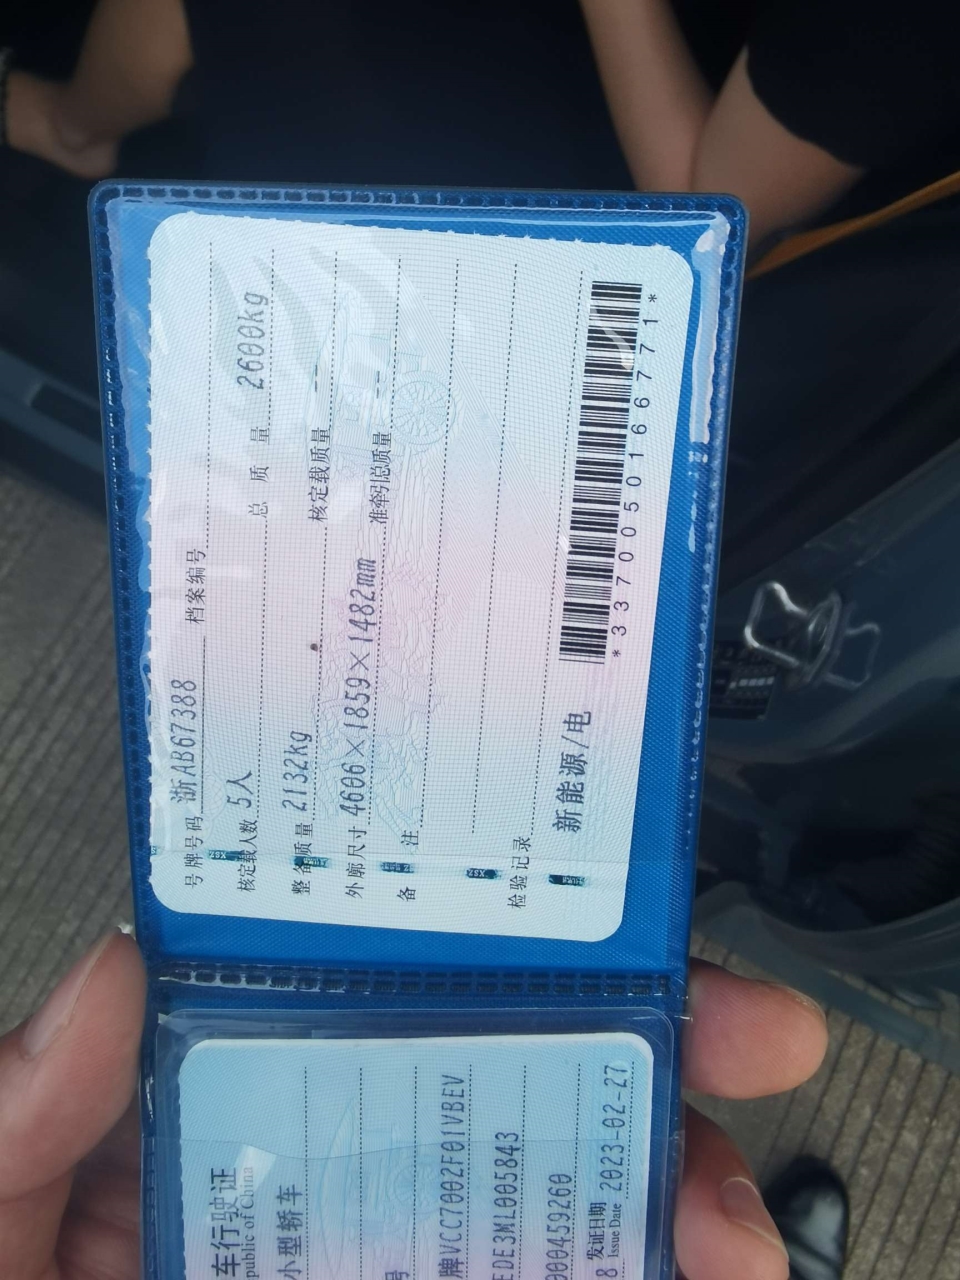 号牌号码 浙AB67388 档案编号
核定载人数 5人 总质量 2600kg
整备质量 2132kg 核定载质量 --
外廓尺寸 4606×1859×1482mm 准牵引总质量 --
备注
检验记录
新能源/电
*3370050166771*
车行驶证
public of China
小型轿车
号
牌VCC7002F01VBEV
EDE3ML005843
000459260
8 发证日期 2023-02-27
Issue Date